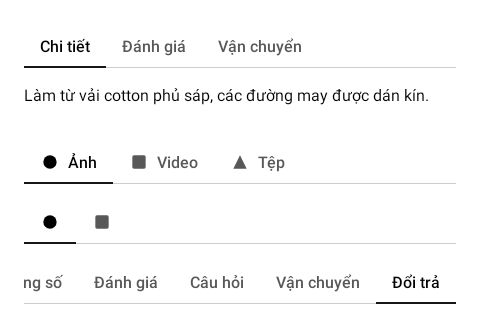 Chi tiết Đánh giá Vận chuyển
Làm từ vải cotton phủ sáp, các đường may được dán kín.
Ảnh Video Tệp
số Đánh giá Câu hỏi Vận chuyển Đổi trả